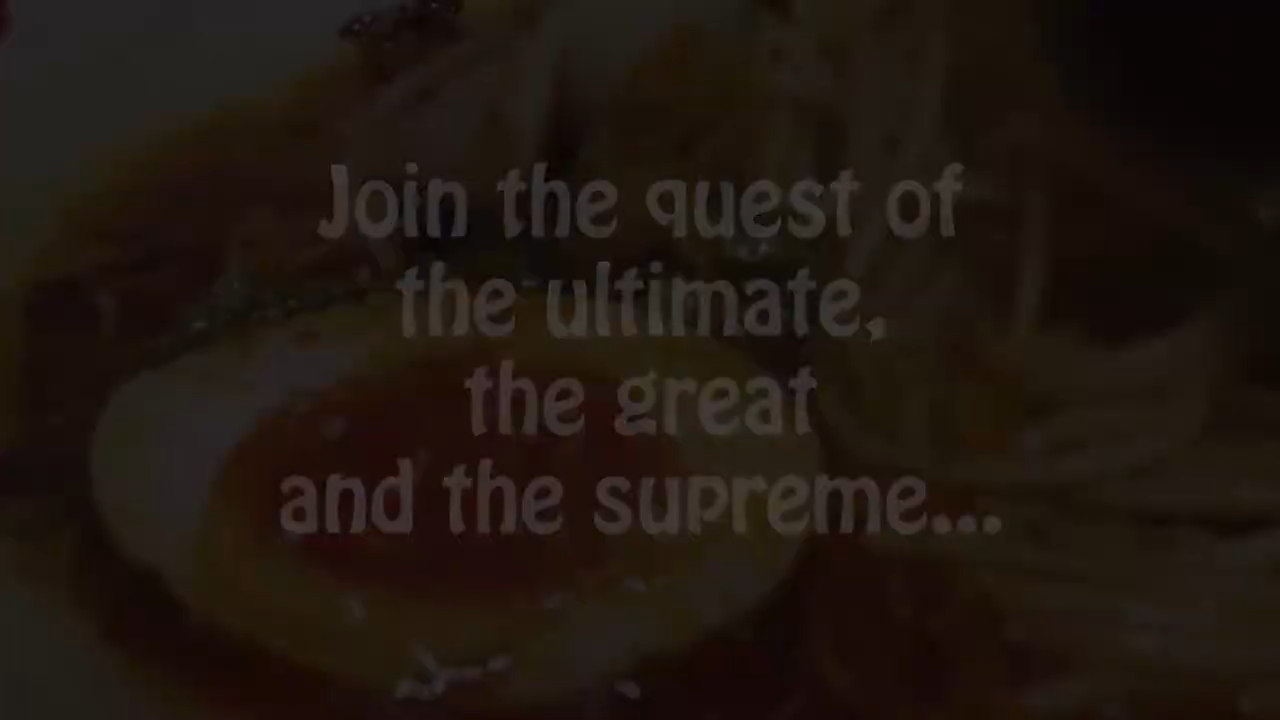 Join the quest of
the ultimate,
the great
and the supreme...